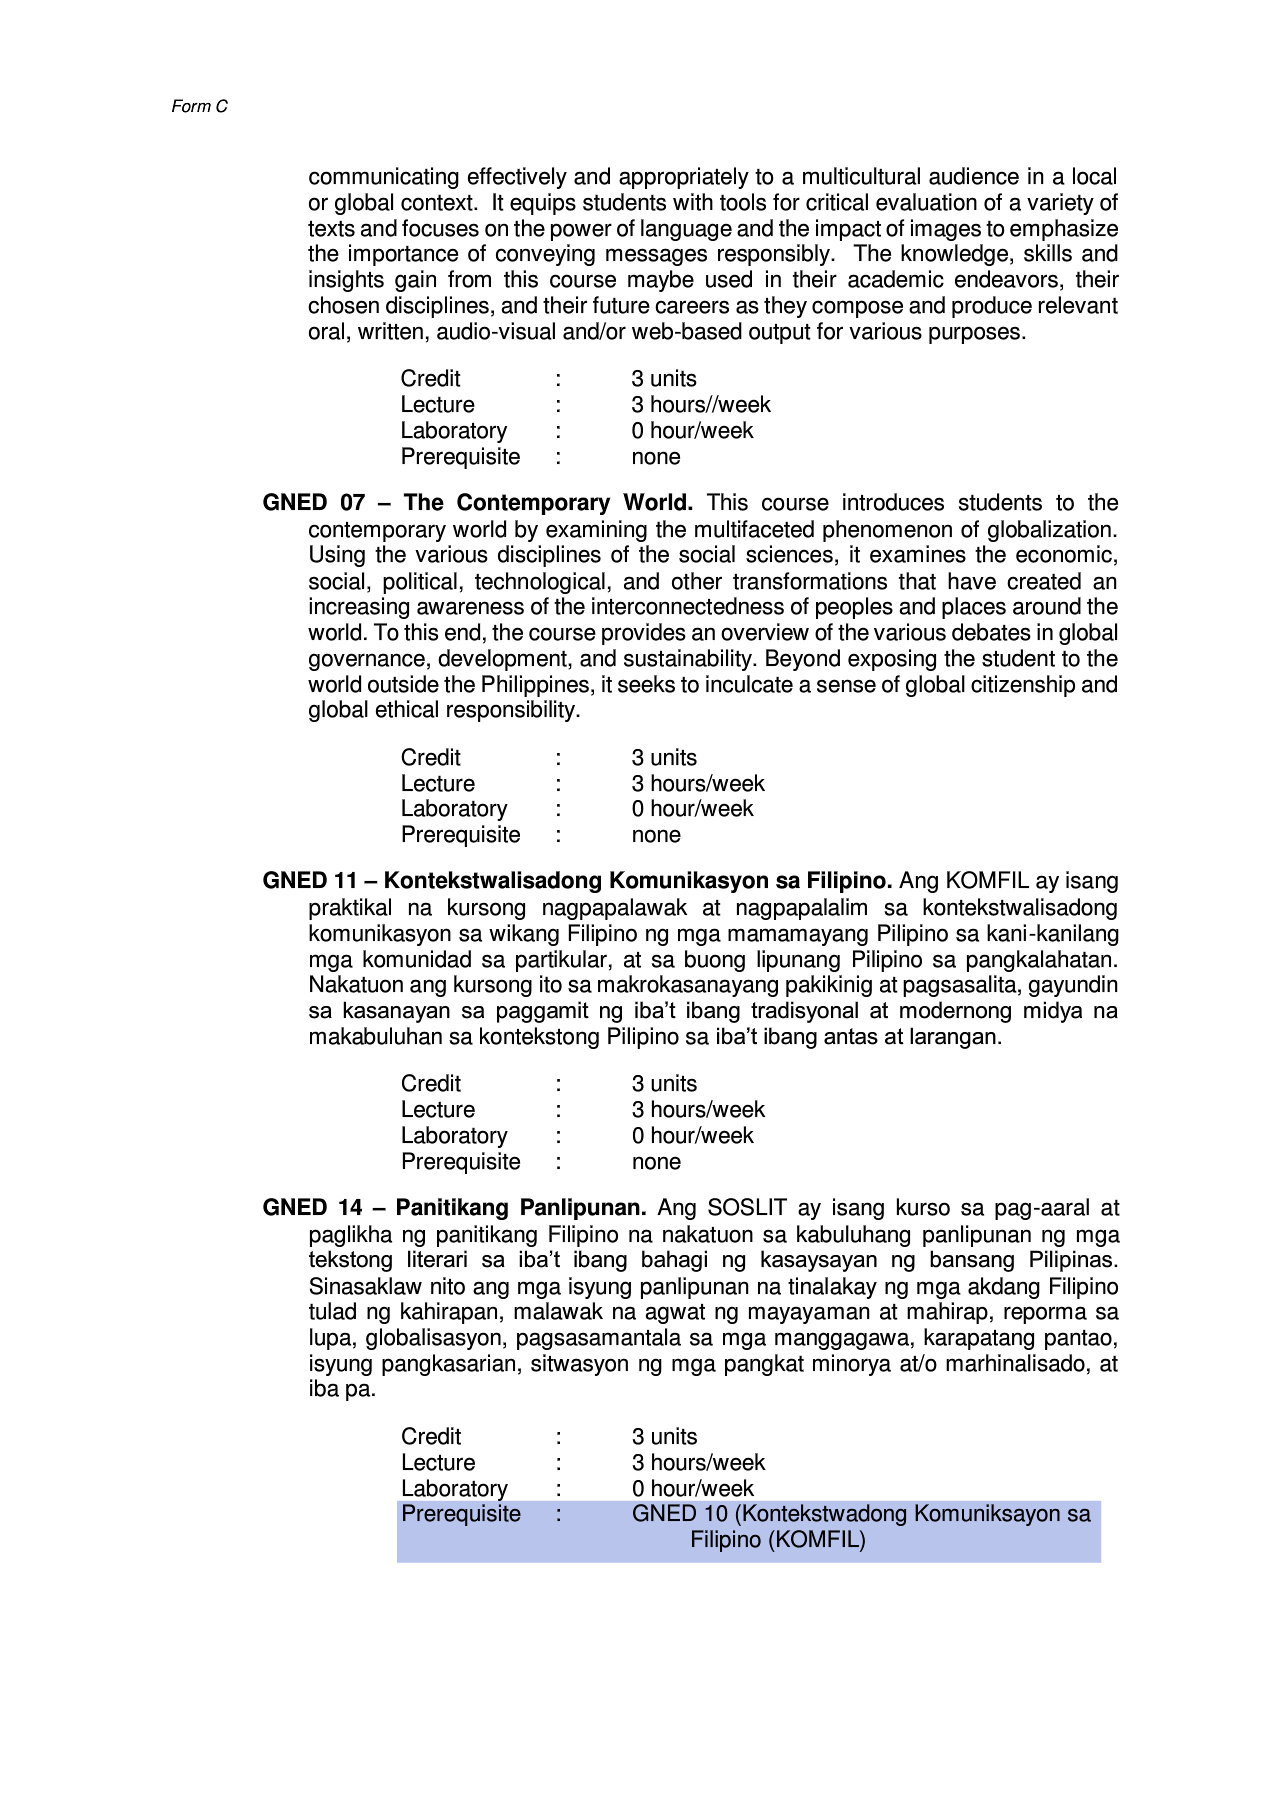 Form C
communicating effectively and appropriately to a multicultural audience in a local
or global context.  It equips students with tools for critical evaluation of a variety of
texts and focuses on the power of language and the impact of images to emphasize
the importance of conveying messages responsibly.  The knowledge, skills and
insights gain from this course maybe used in their academic endeavors, their
chosen disciplines, and their future careers as they compose and produce relevant
oral, written, audio-visual and/or web-based output for various purposes.
Credit : 3 units
Lecture : 3 hours//week
Laboratory : 0 hour/week
Prerequisite : none
GNED 07 – The Contemporary World. This course introduces students to the
contemporary world by examining the multifaceted phenomenon of globalization.
Using the various disciplines of the social sciences, it examines the economic,
social, political, technological, and other transformations that have created an
increasing awareness of the interconnectedness of peoples and places around the
world. To this end, the course provides an overview of the various debates in global
governance, development, and sustainability. Beyond exposing the student to the
world outside the Philippines, it seeks to inculcate a sense of global citizenship and
global ethical responsibility.
Credit : 3 units
Lecture : 3 hours/week
Laboratory : 0 hour/week
Prerequisite : none
GNED 11 – Kontekstwalisadong Komunikasyon sa Filipino. Ang KOMFIL ay isang
praktikal na kursong nagpapalawak at nagpapalalim sa kontekstwalisadong
komunikasyon sa wikang Filipino ng mga mamamayang Pilipino sa kani-kanilang
mga komunidad sa partikular, at sa buong lipunang Pilipino sa pangkalahatan.
Nakatuon ang kursong ito sa makrokasanayang pakikinig at pagsasalita, gayundin
sa kasanayan sa paggamit ng iba’t ibang tradisyonal at modernong midya na
makabuluhan sa kontekstong Pilipino sa iba’t ibang antas at larangan.
Credit : 3 units
Lecture : 3 hours/week
Laboratory : 0 hour/week
Prerequisite : none
GNED 14 – Panitikang Panlipunan. Ang SOSLIT ay isang kurso sa pag-aaral at
paglikha ng panitikang Filipino na nakatuon sa kabuluhang panlipunan ng mga
tekstong literari sa iba’t ibang bahagi ng kasaysayan ng bansang Pilipinas.
Sinasaklaw nito ang mga isyung panlipunan na tinalakay ng mga akdang Filipino
tulad ng kahirapan, malawak na agwat ng mayayaman at mahirap, reporma sa
lupa, globalisasyon, pagsasamantala sa mga manggagawa, karapatang pantao,
isyung pangkasarian, sitwasyon ng mga pangkat minorya at/o marhinalisado, at
iba pa.
Credit : 3 units
Lecture : 3 hours/week
Laboratory : 0 hour/week
Prerequisite : GNED 10 (Kontekstwadong Komuniksayon sa
Filipino (KOMFIL)